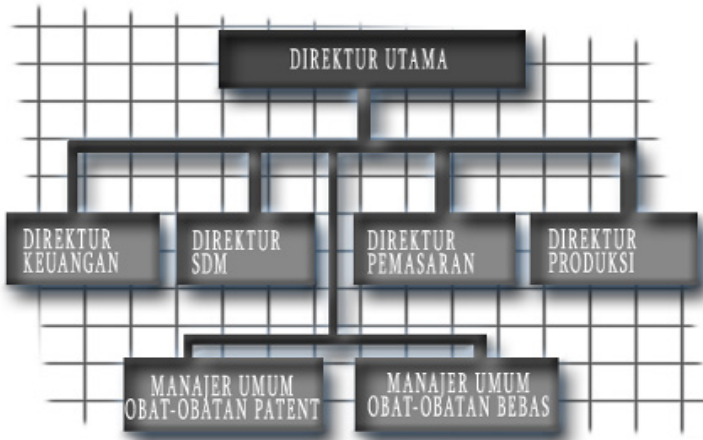 DIREKTUR UTAMA
DIREKTUR
KEUANGAN
DIREKTUR
SDM
DIREKTUR
PEMASARAN
DIREKTUR
PRODUKSI
MANAJER UMUM
OBAT-OBATAN PATENT
MANAJER UMUM
OBAT-OBATAN BEBAS